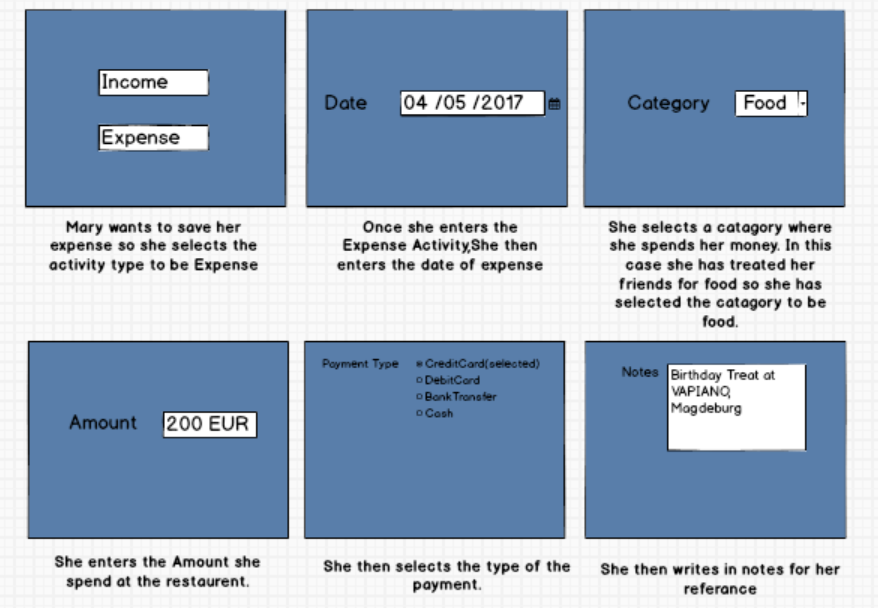 Income
Expense
Mary wants to save her
expense so she selects the
activity type to be Expense
Date 04 /05 /2017
Once she enters the
Expense Activity,She then
enters the date of expense
Category Food
She selects a catagory where
she spends her money. In this
case she has treated her
friends for food so she has
selected the catagory to be
food.
Amount 200 EUR
She enters the Amount she
spend at the restaurent.
Payment Type CreditCard(selected)
DebitCard
BankTransfer
Cash
She then selects the type of the
payment.
Notes Birthday Treat at
VAPIANO,
Magdeburg
She then writes in notes for her
referance